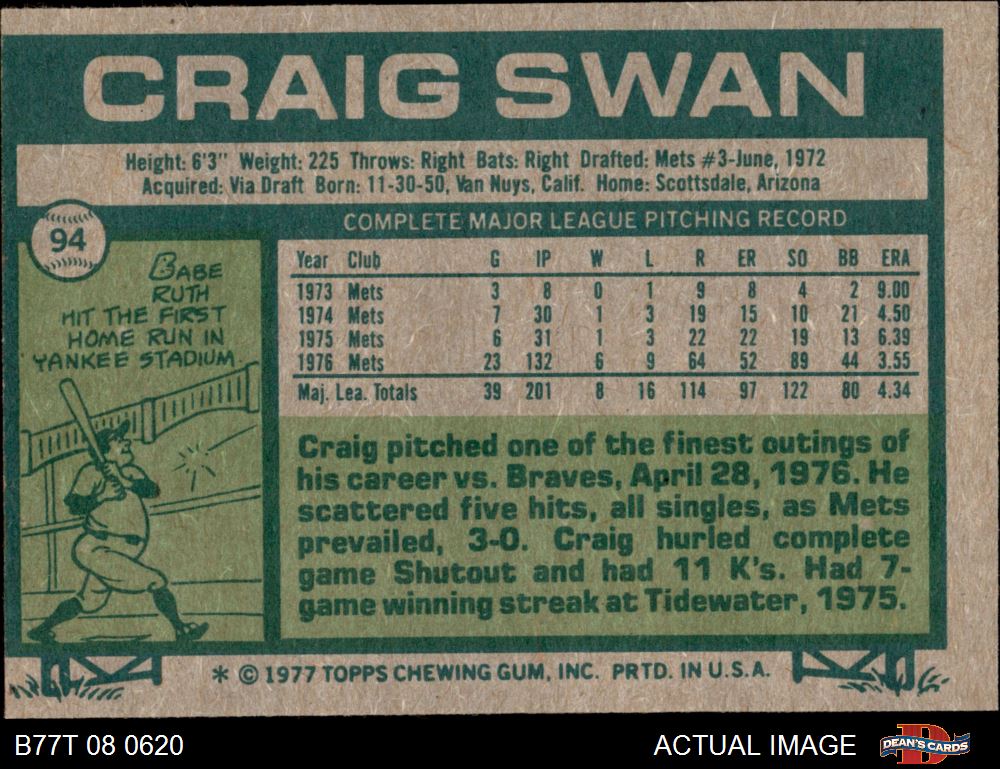 CRAIG SWAN
Height: 6'3" Weight: 225 Throws: Right Bats: Right Drafted: Mets #3-June, 1972
Acquired: Via Draft Born: 11-30-50, Van Nuys, Calif. Home: Scottsdale, Arizona
94
BABE
RUTH
HIT THE FIRST
HOME RUN IN
YANKEE STADIUM.
COMPLETE MAJOR LEAGUE PITCHING RECORD
Year Club G IP W L R ER SO BB ERA
1973 Mets 3 8 0 1 9 8 4 2 9.00
1974 Mets 7 30 1 3 19 15 10 21 4.50
1975 Mets 6 31 1 3 22 22 19 13 6.39
1976 Mets 23 132 6 9 64 52 89 44 3.55
Maj. Lea. Totals 39 201 8 16 114 97 122 80 4.34
Craig pitched one of the finest outings of
his career vs. Braves, April 28, 1976. He
scattered five hits, all singles, as Mets
prevailed, 3-0. Craig hurled complete
game Shutout and had 11 K's. Had 7-
game winning streak at Tidewater, 1975.
* © 1977 TOPPS CHEWING GUM, INC. PRTD. IN U.S.A.
B77T 08 0620
ACTUAL IMAGE
DEAN'S CARDS